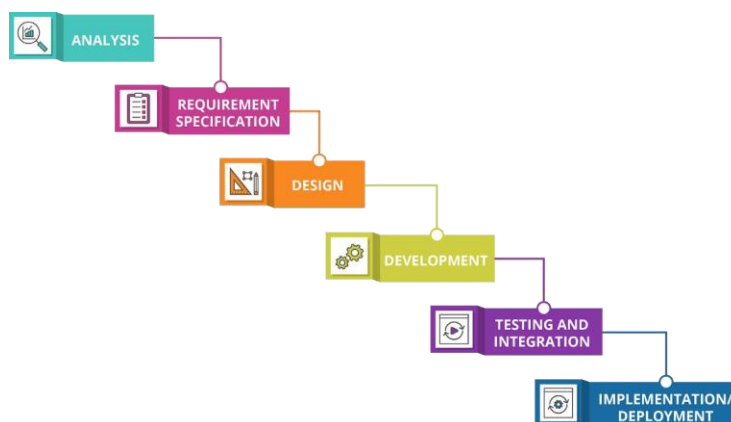 ANALYSIS
REQUIREMENT
SPECIFICATION
DESIGN
DEVELOPMENT
TESTING AND
INTEGRATION
IMPLEMENTATION/
DEPLOYMENT